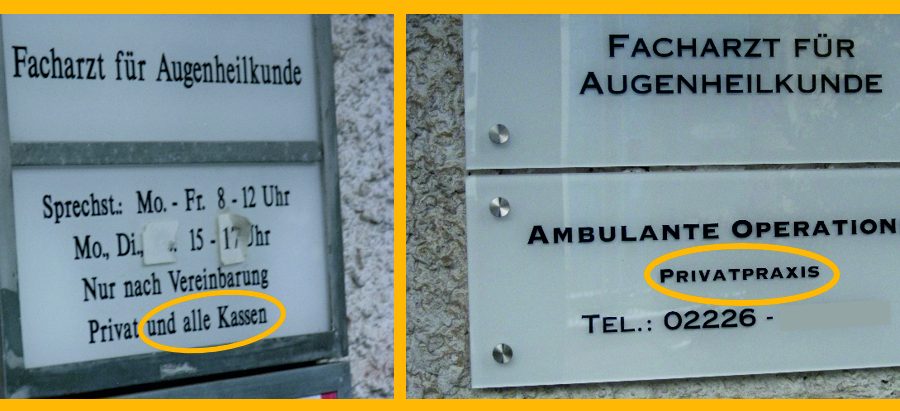 Facharzt für Augenheilkunde
Sprechst.: Mo. - Fr. 8 - 12 Uhr
Mo., Di., 15 - 17 Uhr
Nur nach Vereinbarung
Privat und alle Kassen
FACHARZT FÜR
AUGENHEILKUNDE
AMBULANTE OPERATION
PRIVATPRAXIS
TEL.: 02226 -